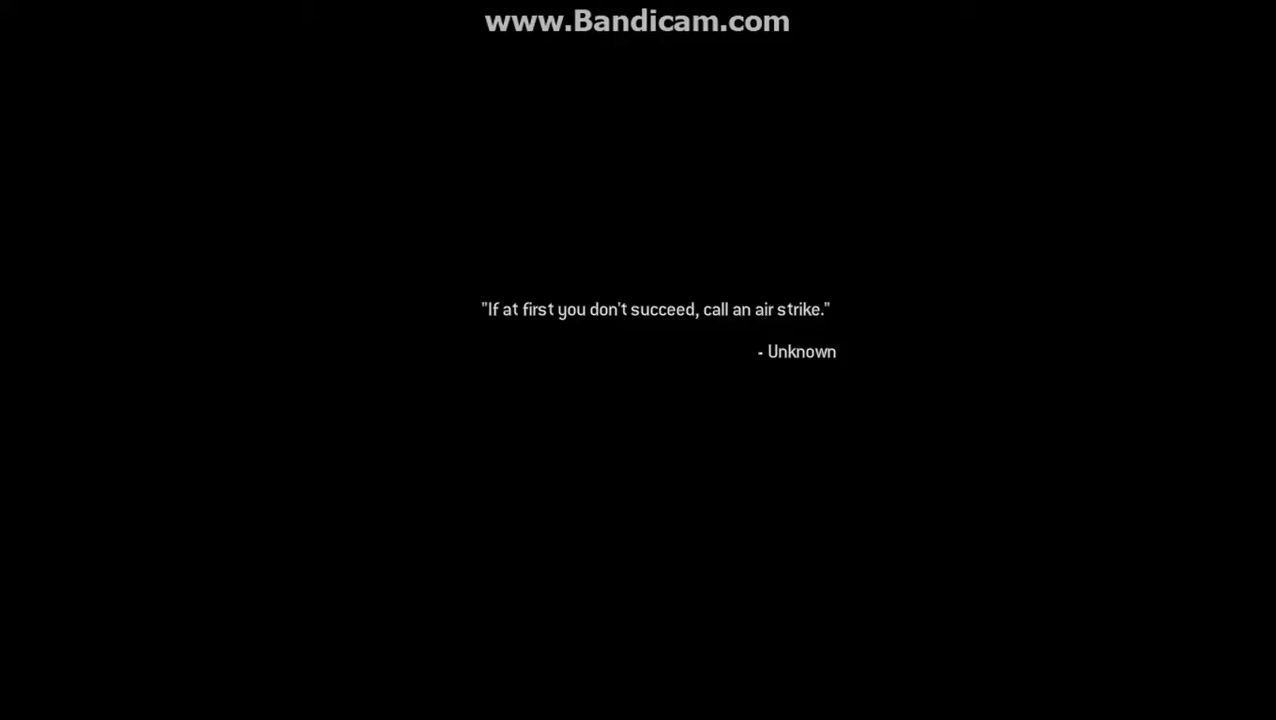 www.Bandicam.com
"If at first you don't succeed, call an air strike."
- Unknown